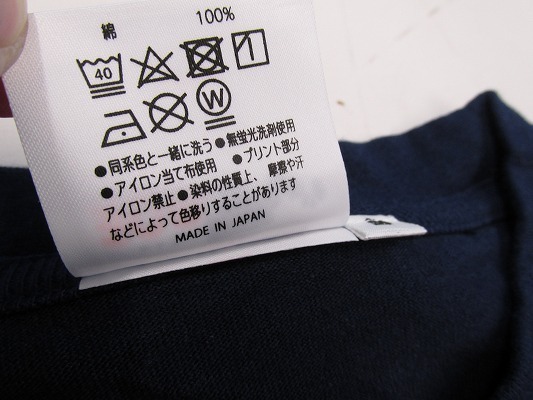 綿 100%
40
W
●同系色と一緒に洗う ●無蛍光洗剤使用
●アイロン当て布使用 ●プリント部分
アイロン禁止 ●染料の性質上、摩擦や汗
などによって色移りすることがあります
MADE IN JAPAN